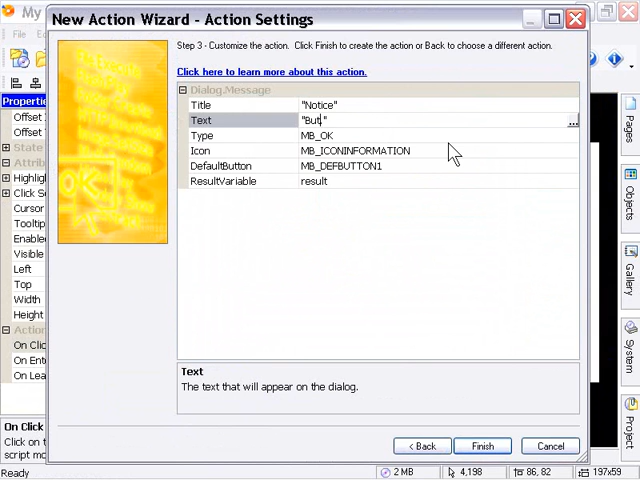 My
New Action Wizard - Action Settings
File
Step 3 - Customize the action. Click Finish to create the action or Back to choose a different action.
Click here to learn more about this action.
Dialog.Message
Title "Notice"
Text "But."
Type MB_OK
Icon MB_ICONINFORMATION
DefaultButton MB_DEFBUTTON1
ResultVariable result
Properties
Offset
Offset
State
Attrib
Highligh
Click S
Cursor
Tooltip
Enable
Visible
Left
Top
Width
Height
Action
On Clic
On Ent
On Lea
On Click
Click on t
script mo
Text
The text that will appear on the dialog.
< Back
Finish
Cancel
Pages
Objects
Gallery
System
Project
Ready
2 MB
4,198
86, 82
197x59